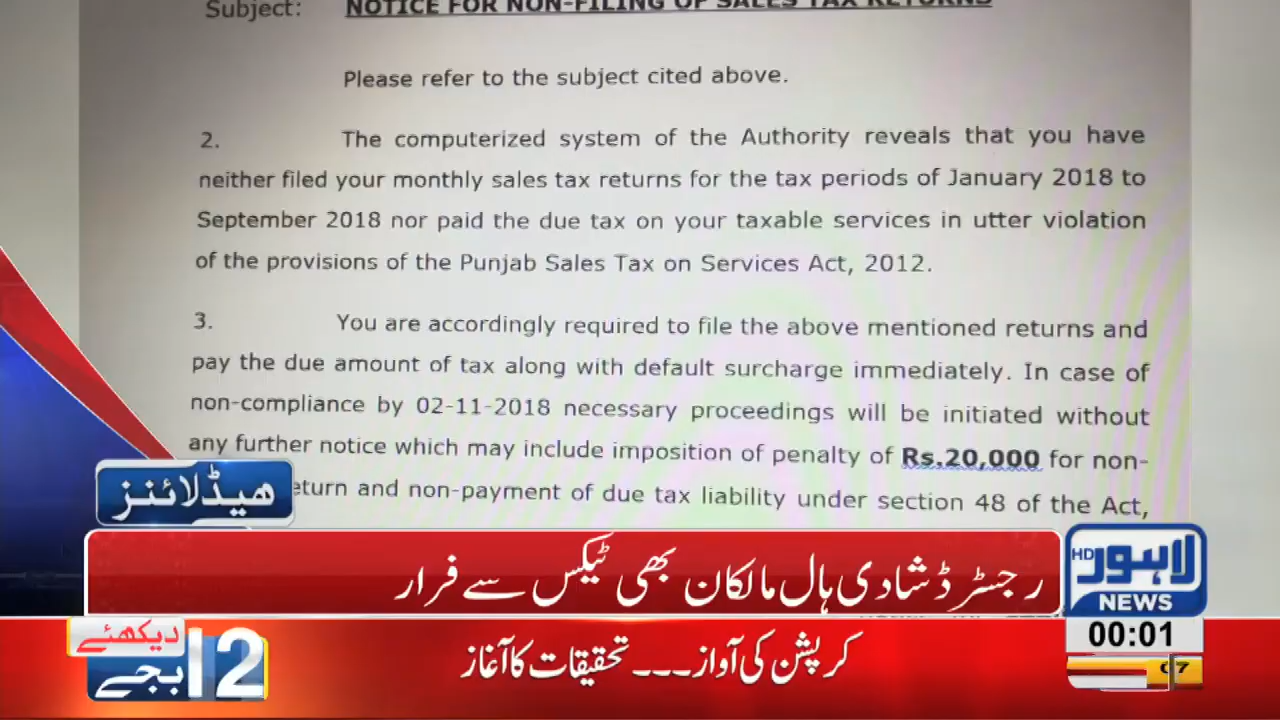 Subject: NOTICE FOR NON-FILING OF SALES TAX RETURNS
Please refer to the subject cited above.
2. The computerized system of the Authority reveals that you have
neither filed your monthly sales tax returns for the tax periods of January 2018 to
September 2018 nor paid the due tax on your taxable services in utter violation
of the provisions of the Punjab Sales Tax on Services Act, 2012.
3. You are accordingly required to file the above mentioned returns and
pay the due amount of tax along with default surcharge immediately. In case of
non-compliance by 02-11-2018 necessary proceedings will be initiated without
any further notice which may include imposition of penalty of Rs.20,000 for non-
eturn and non-payment of due tax liability under section 48 of the Act,
ھیڈلائنز
رجسٹرڈ شادی ہال مالکان بھی ٹیکس سے فرار
لاہور HD
NEWS
00:01
07
دیکھئے
12 بجے
کرپشن کی آواز ۔۔۔ تحقیقات کا آغاز